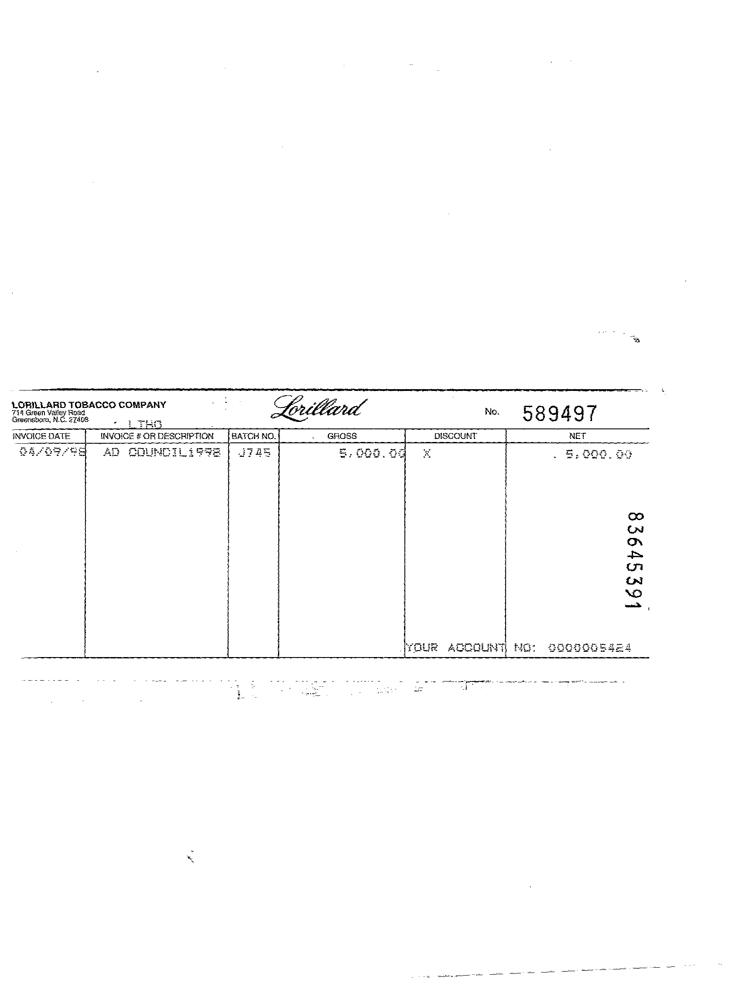 LORILLARD TOBACCO COMPANY
714 Green Valley Road
Greensboro, N.C. 27408
LTHO
Lorillard
No. 589497
INVOICE DATE INVOICE # OR DESCRIPTION BATCH NO. GROSS DISCOUNT NET
04/09/98 AD COUNCIL1998 J745 5,000.00 X 5,000.00
83645391
YOUR ACCOUNT NO: 0000005424